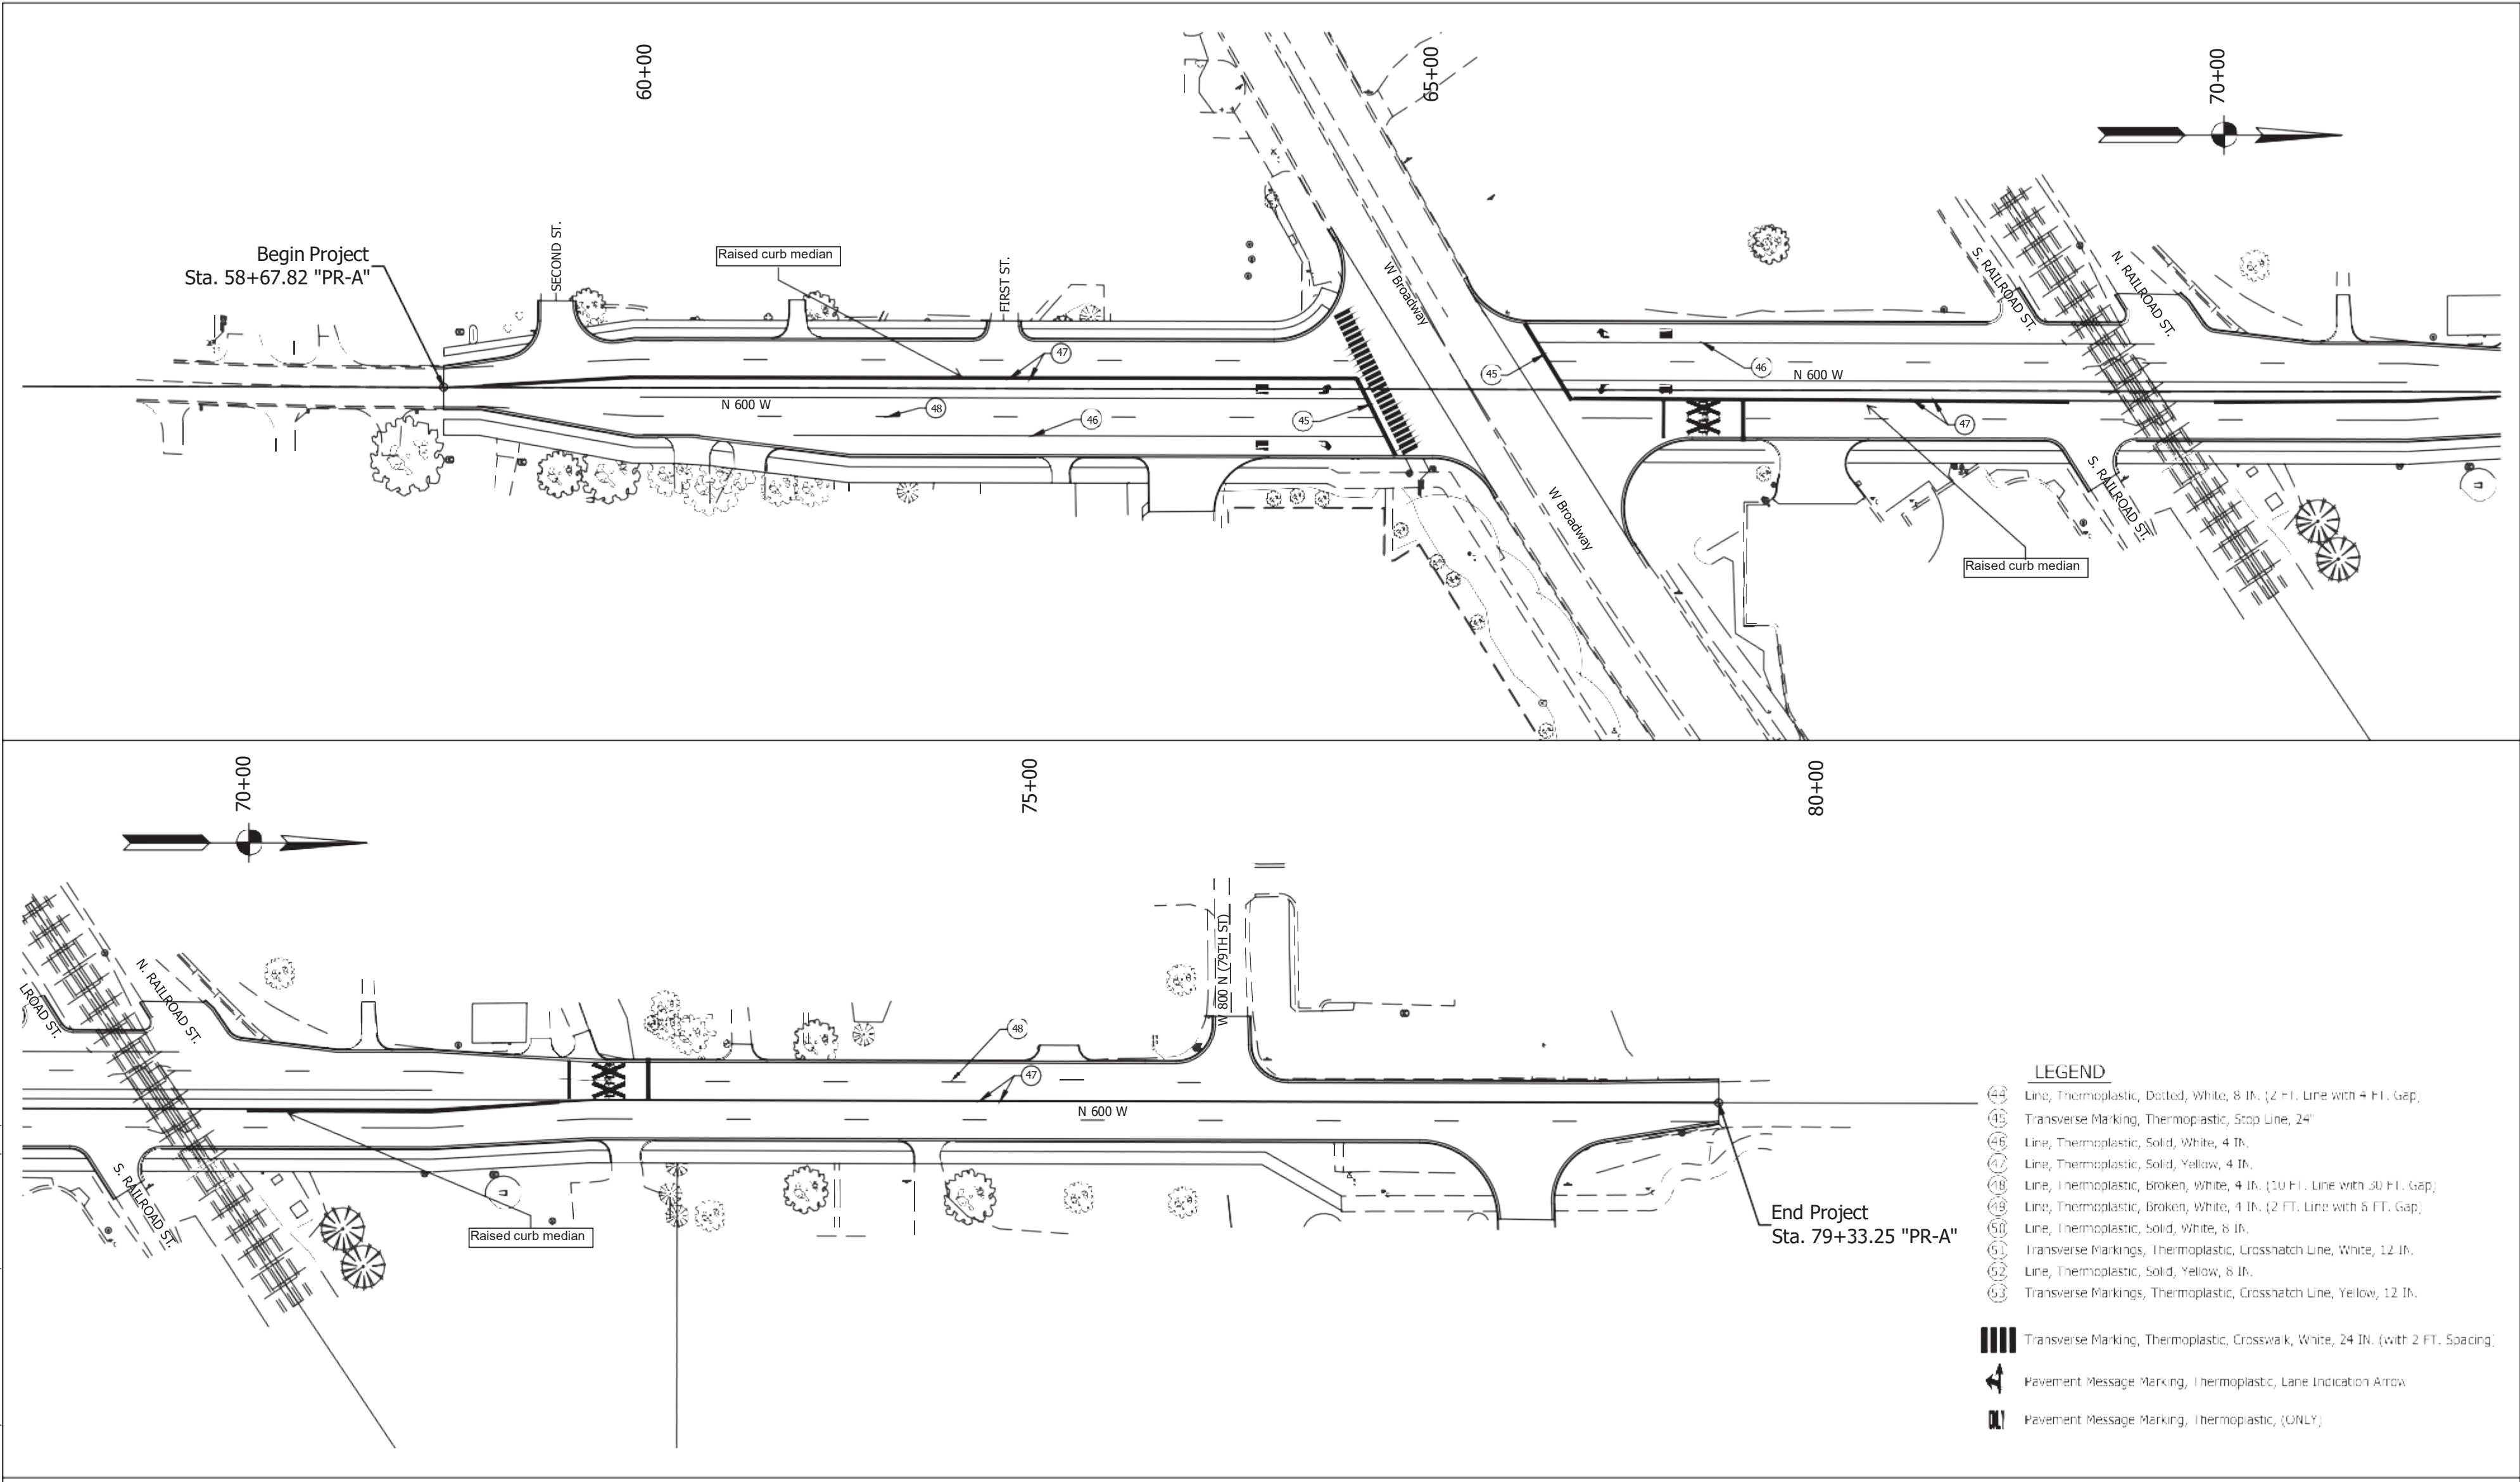 60+00
65+00
70+00
Begin Project
Sta. 58+67.82 "PR-A"
SECOND ST.
Raised curb median
FIRST ST.
W Broadway
S. RAILROAD ST.
N. RAILROAD ST.
47
45
46
N 600 W
N 600 W
48
46
45
47
W Broadway
S. RAILROAD ST.
Raised curb median
70+00
75+00
80+00
LROAD ST.
N. RAILROAD ST.
W 800 N (79TH ST)
48
47
N 600 W
S. RAILROAD ST.
Raised curb median
End Project
Sta. 79+33.25 "PR-A"
LEGEND
44 Line, Thermoplastic, Dotted, White, 8 IN. (2 FT. Line with 4 FT. Gap)
45 Transverse Marking, Thermoplastic, Stop Line, 24"
46 Line, Thermoplastic, Solid, White, 4 IN.
47 Line, Thermoplastic, Solid, Yellow, 4 IN.
48 Line, Thermoplastic, Broken, White, 4 IN. (10 FT. Line with 30 FT. Gap)
49 Line, Thermoplastic, Broken, White, 4 IN. (2 FT. Line with 6 FT. Gap)
50 Line, Thermoplastic, Solid, White, 8 IN.
51 Transverse Markings, Thermoplastic, Crosshatch Line, White, 12 IN.
52 Line, Thermoplastic, Solid, Yellow, 8 IN.
53 Transverse Markings, Thermoplastic, Crosshatch Line, Yellow, 12 IN.
Transverse Marking, Thermoplastic, Crosswalk, White, 24 IN. (with 2 FT. Spacing)
Pavement Message Marking, Thermoplastic, Lane Indication Arrow
Pavement Message Marking, Thermoplastic, (ONLY)